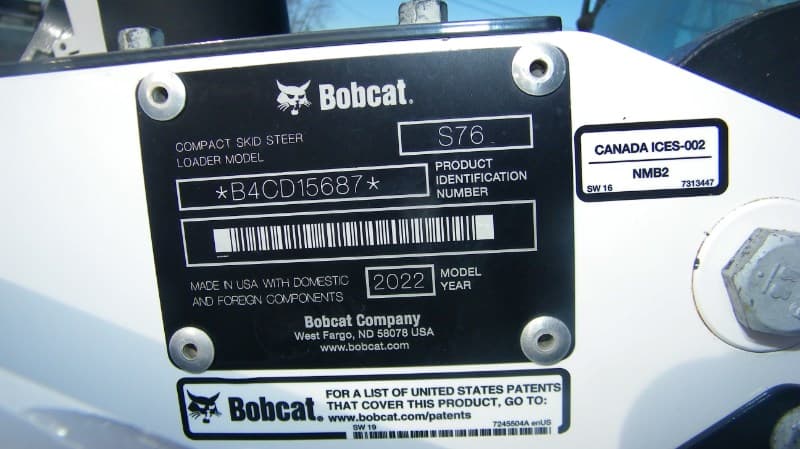 Bobcat®
COMPACT SKID STEER
LOADER MODEL
S76
*B4CD15687*
PRODUCT
IDENTIFICATION
NUMBER
MADE IN USA WITH DOMESTIC
AND FOREIGN COMPONENTS
2022
MODEL
YEAR
Bobcat Company
West Fargo, ND 58078 USA
www.bobcat.com
CANADA ICES-002
NMB2
SW 16
7313447
Bobcat®
FOR A LIST OF UNITED STATES PATENTS
THAT COVER THIS PRODUCT, GO TO:
www.bobcat.com/patents
SW 19
7245504A enUS